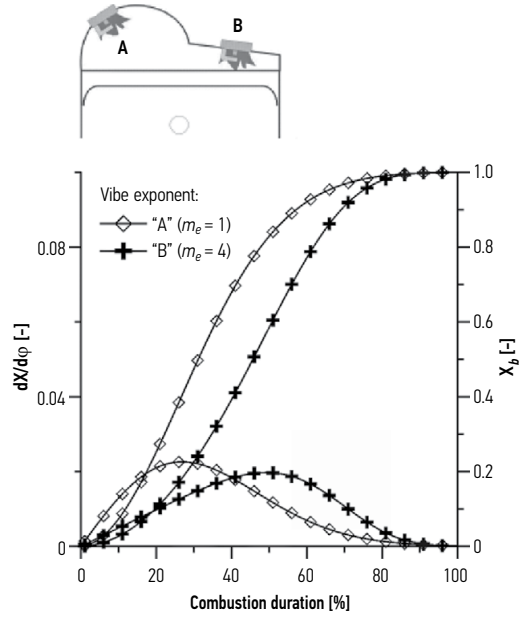 A
B
Vibe exponent:
"A" (mₑ = 1)
"B" (mₑ = 4)
1.0
0.8
0.6
0.4
0.2
0
0.08
0.04
0
dX/dφ [-]
X_b [-]
0
20
40
60
80
100
Combustion duration [%]